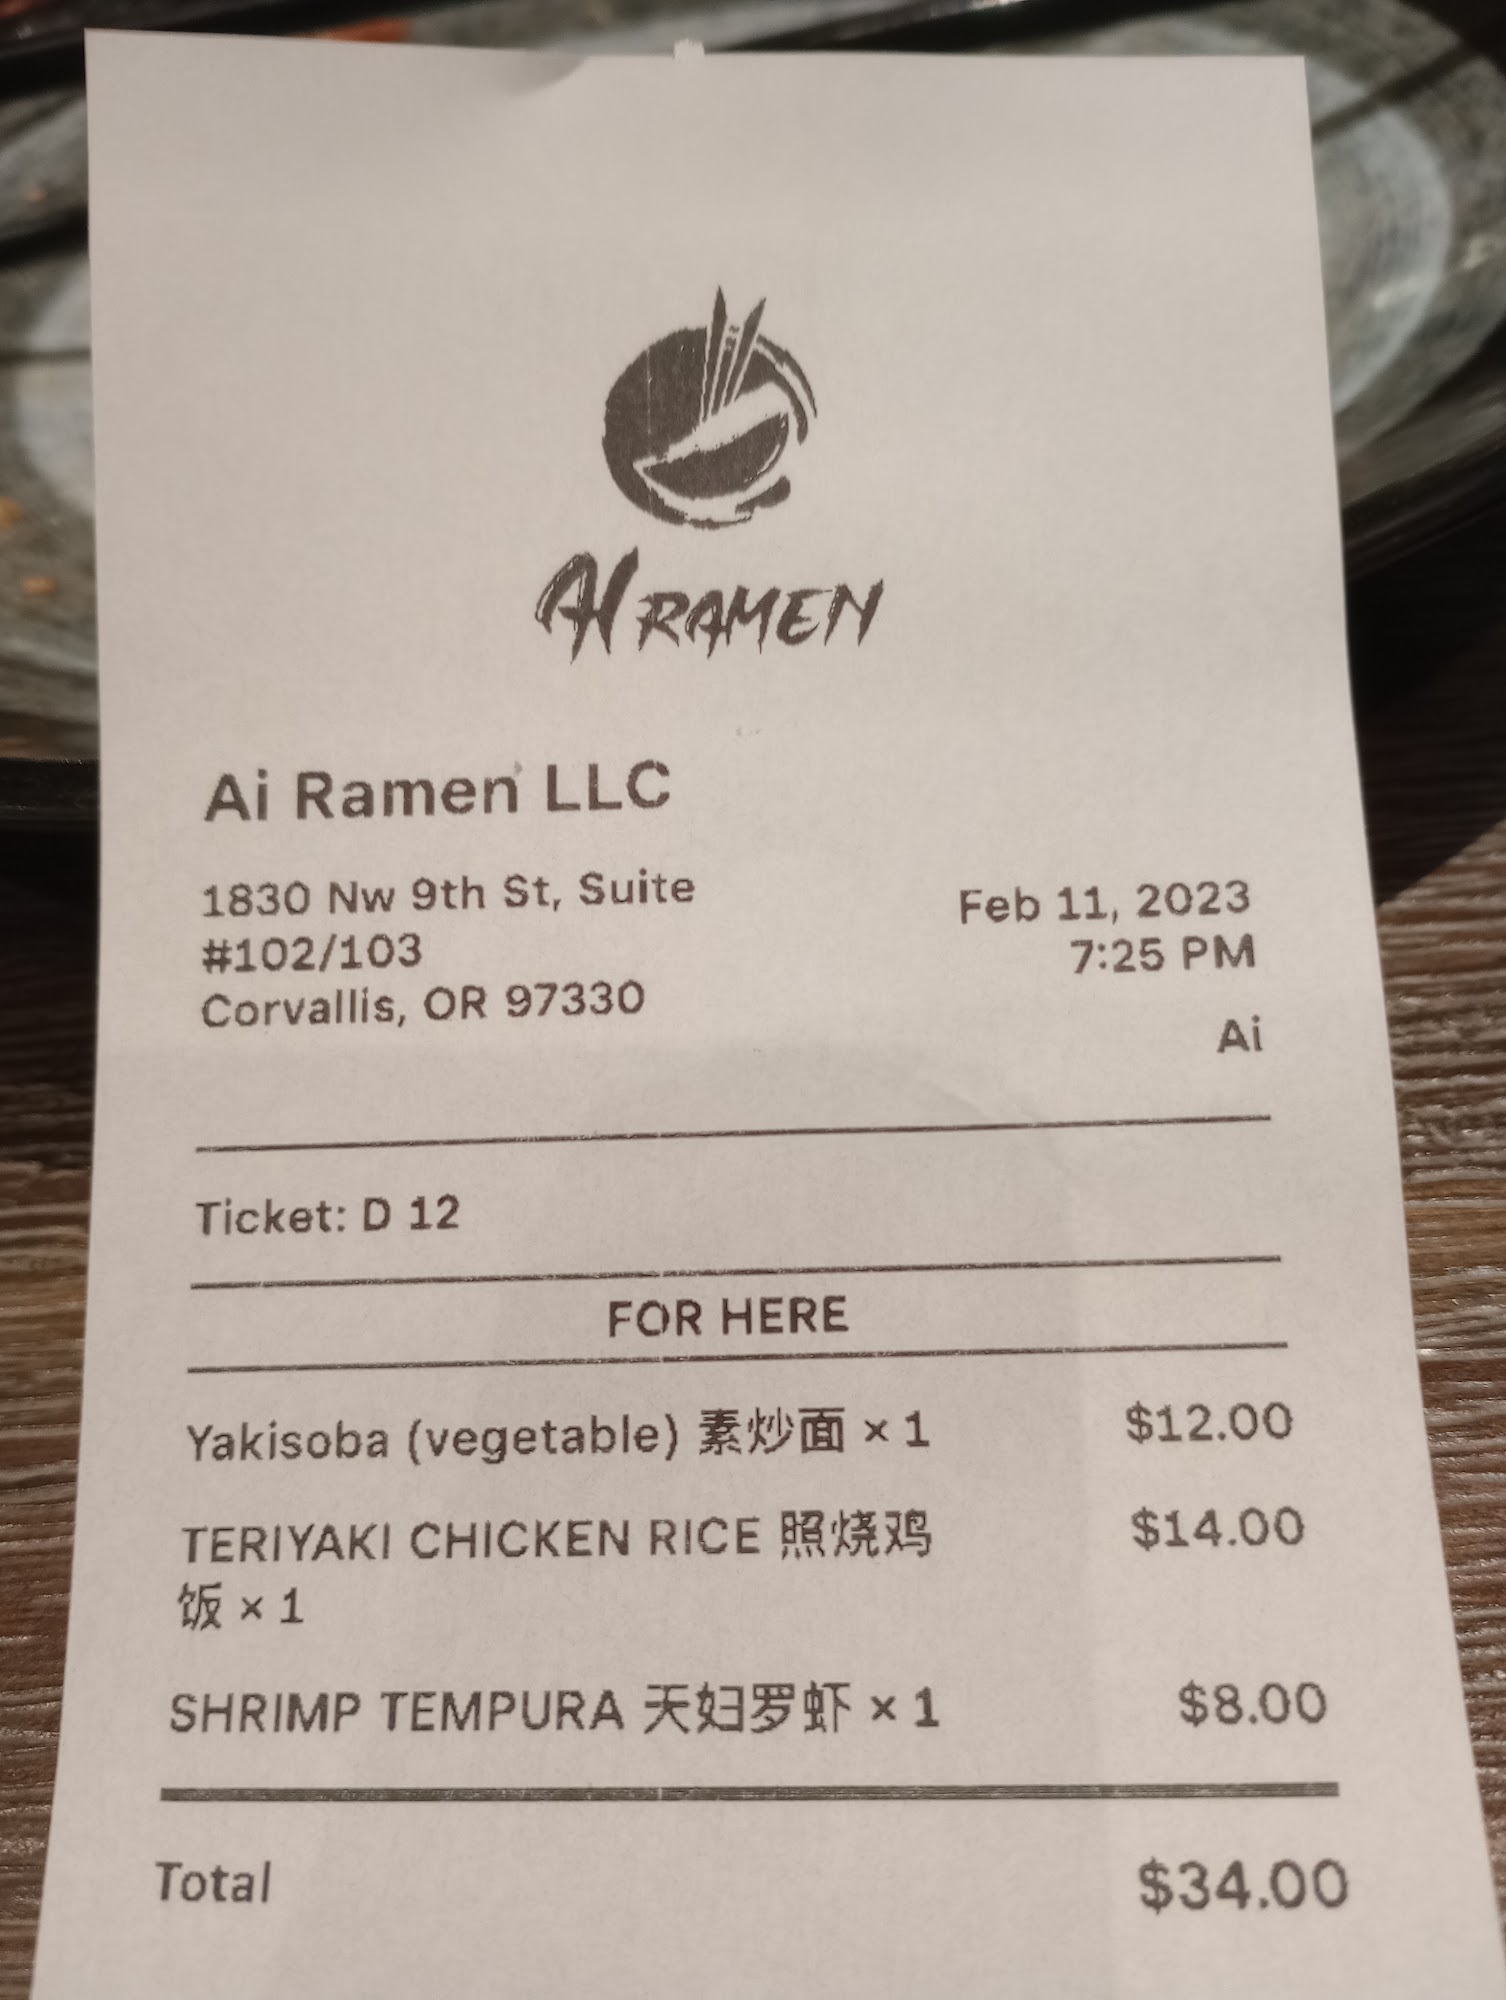 AI RAMEN
Ai Ramen LLC
1830 Nw 9th St, Suite
#102/103
Corvallis, OR 97330
Feb 11, 2023
7:25 PM
Ai
Ticket: D 12
FOR HERE
Yakisoba (vegetable) 素炒面 × 1 $12.00
TERIYAKI CHICKEN RICE 照烧鸡 $14.00
饭 × 1
SHRIMP TEMPURA 天妇罗虾 × 1 $8.00
Total $34.00